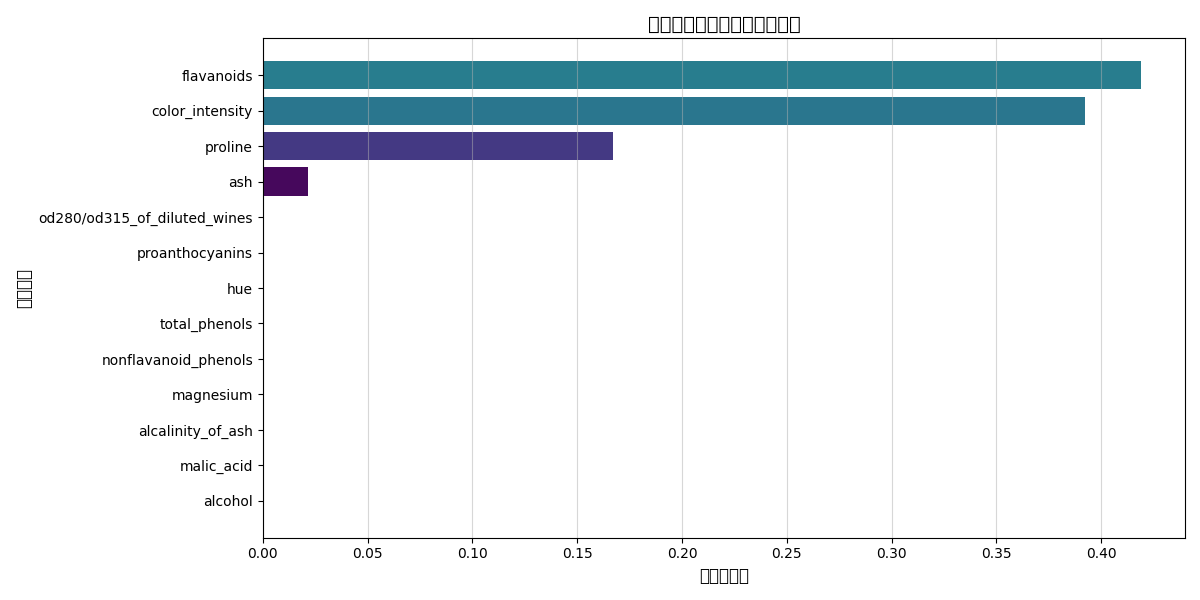 flavanoids
color_intensity
proline
ash
od280/od315_of_diluted_wines
proanthocyanins
hue
total_phenols
nonflavanoid_phenols
magnesium
alcalinity_of_ash
malic_acid
alcohol
0.00 0.05 0.10 0.15 0.20 0.25 0.30 0.35 0.40